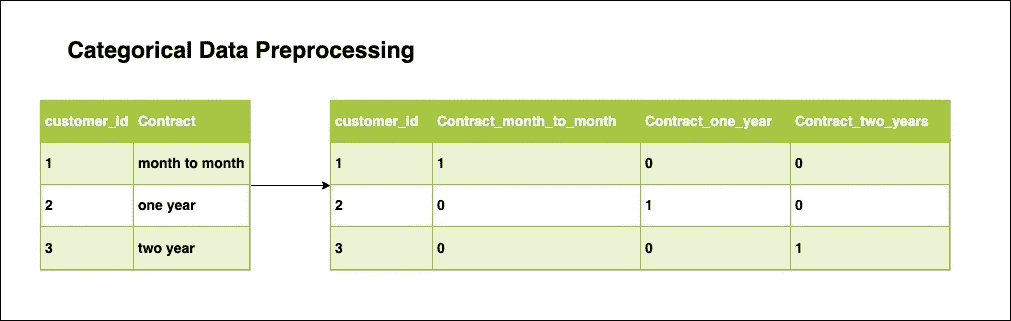 Categorical Data Preprocessing
customer_id Contract
1 month to month
2 one year
3 two year
customer_id Contract_month_to_month Contract_one_year Contract_two_years
1 1 0 0
2 0 1 0
3 0 0 1